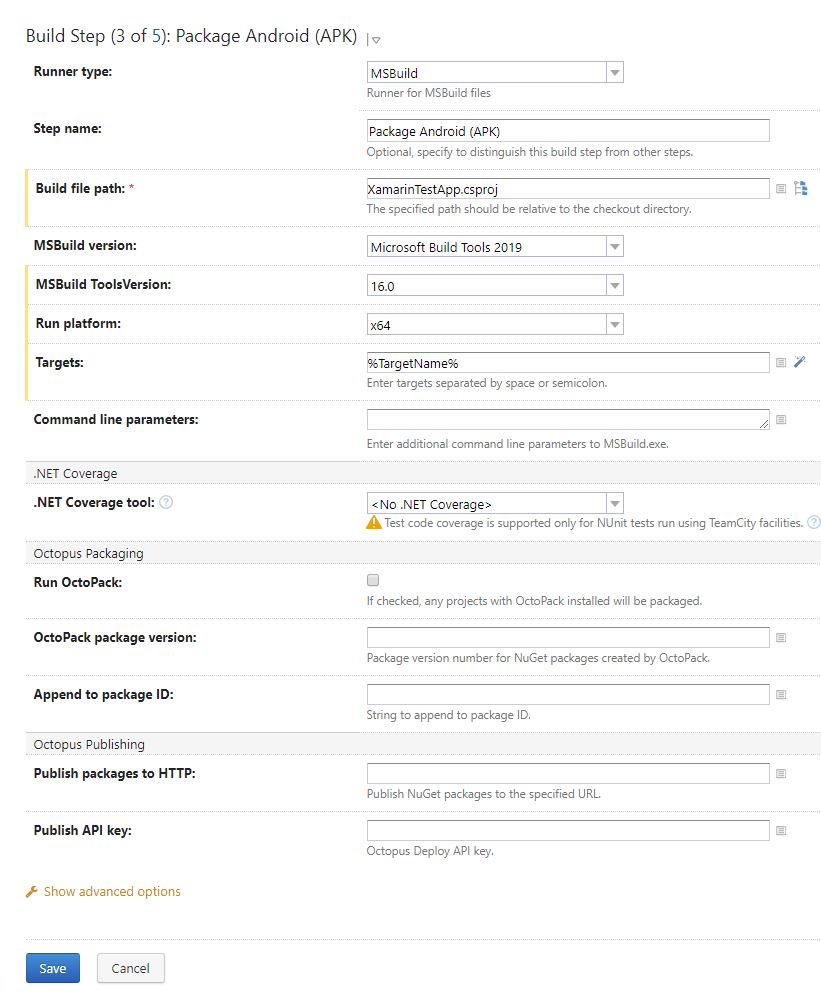 Build Step (3 of 5): Package Android (APK)
Runner type:
MSBuild
Runner for MSBuild files
Step name:
Package Android (APK)
Optional, specify to distinguish this build step from other steps.
Build file path: *
XamarinTestApp.csproj
The specified path should be relative to the checkout directory.
MSBuild version:
Microsoft Build Tools 2019
MSBuild ToolsVersion:
16.0
Run platform:
x64
Targets:
%TargetName%
Enter targets separated by space or semicolon.
Command line parameters:
Enter additional command line parameters to MSBuild.exe.
.NET Coverage
.NET Coverage tool: ?
<No .NET Coverage>
Test code coverage is supported only for NUnit tests run using TeamCity facilities. ?
Octopus Packaging
Run OctoPack:
If checked, any projects with OctoPack installed will be packaged.
OctoPack package version:
Package version number for NuGet packages created by OctoPack.
Append to package ID:
String to append to package ID.
Octopus Publishing
Publish packages to HTTP:
Publish NuGet packages to the specified URL.
Publish API key:
Octopus Deploy API key.
Show advanced options
Save
Cancel